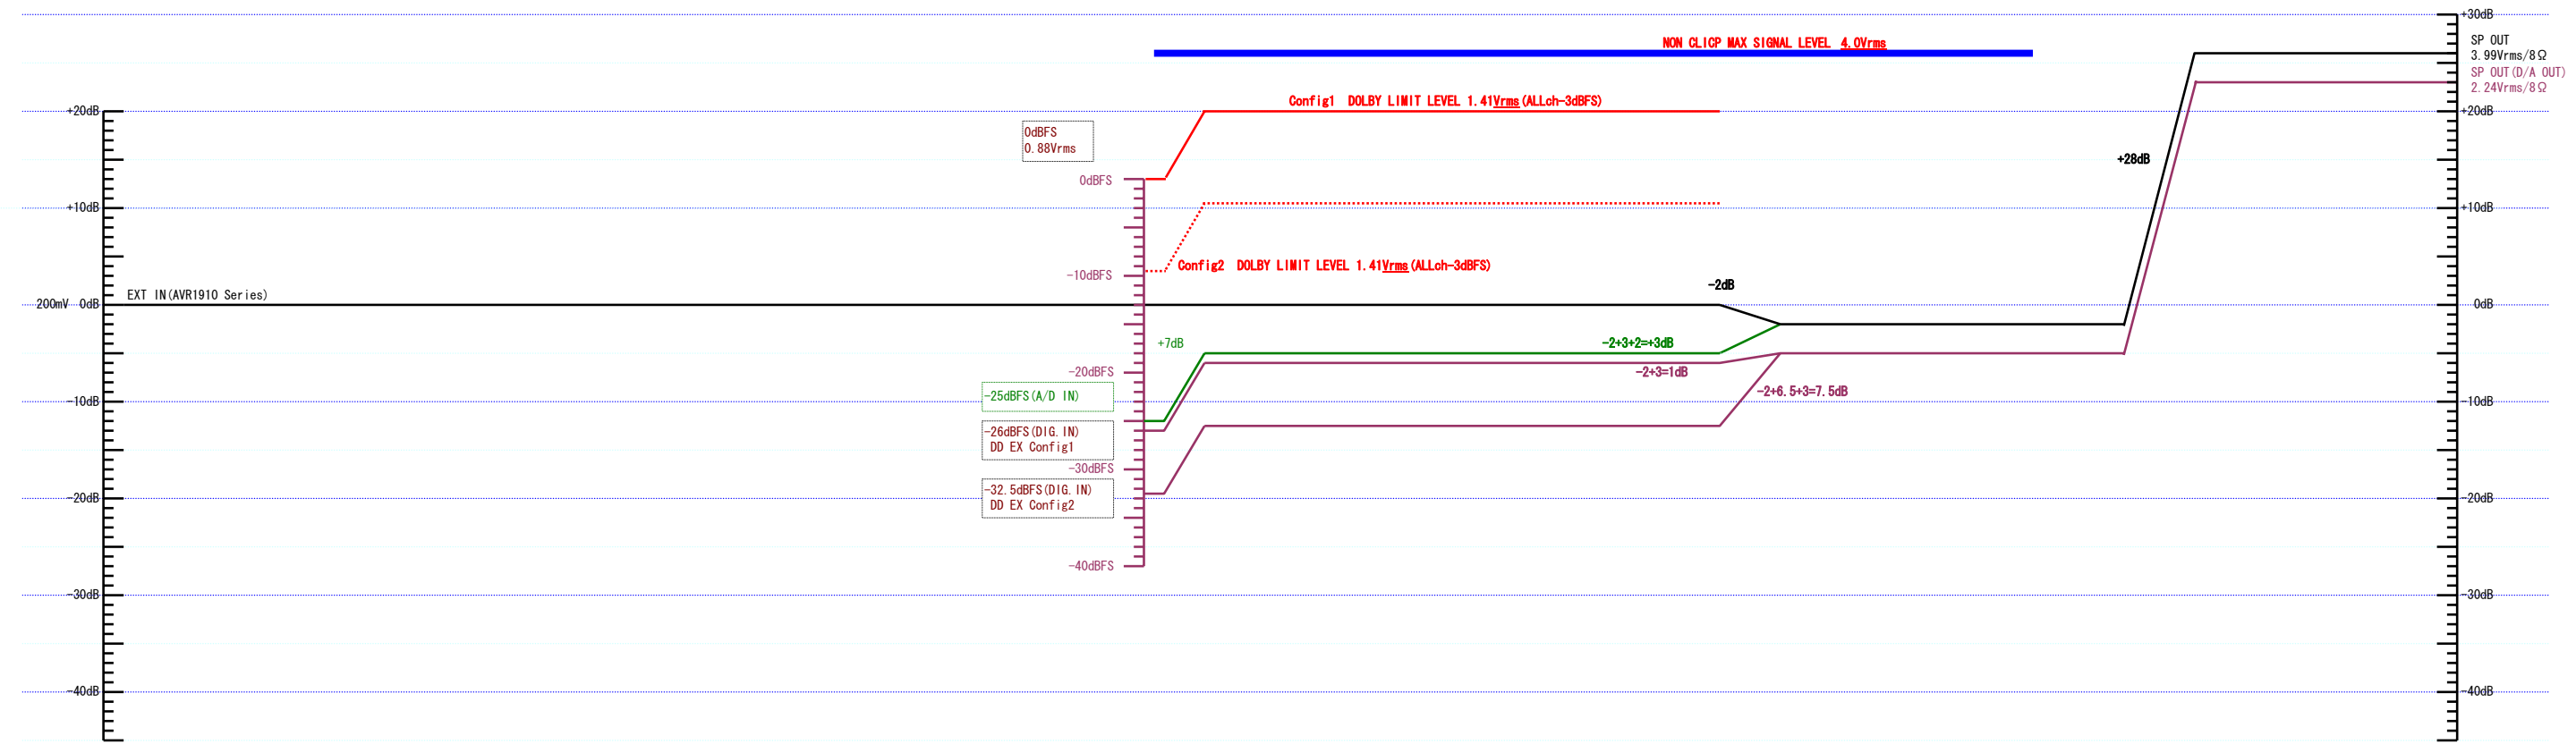 +30dB
NON CLICP MAX SIGNAL LEVEL 4.0Vrms
SP OUT
3.99Vrms/8Ω
SP OUT(D/A OUT)
2.24Vrms/8Ω
Config1 DOLBY LIMIT LEVEL 1.41Vrms(ALLch-3dBFS)
+20dB
+20dB
0dBFS
0.88Vrms
+28dB
0dBFS
+10dB
+10dB
Config2 DOLBY LIMIT LEVEL 1.41Vrms(ALLch-3dBFS)
-10dBFS
-2dB
EXT IN(AVR1910 Series)
200mV 0dB
0dB
+7dB
-2+3+2=+3dB
-20dBFS
-2+3=1dB
-2+6.5+3=7.5dB
-25dBFS(A/D IN)
-10dB
-10dB
-26dBFS(DIG.IN)
DD EX Config1
-30dBFS
-32.5dBFS(DIG.IN)
DD EX Config2
-20dB
-20dB
-40dBFS
-30dB
-30dB
-40dB
-40dB